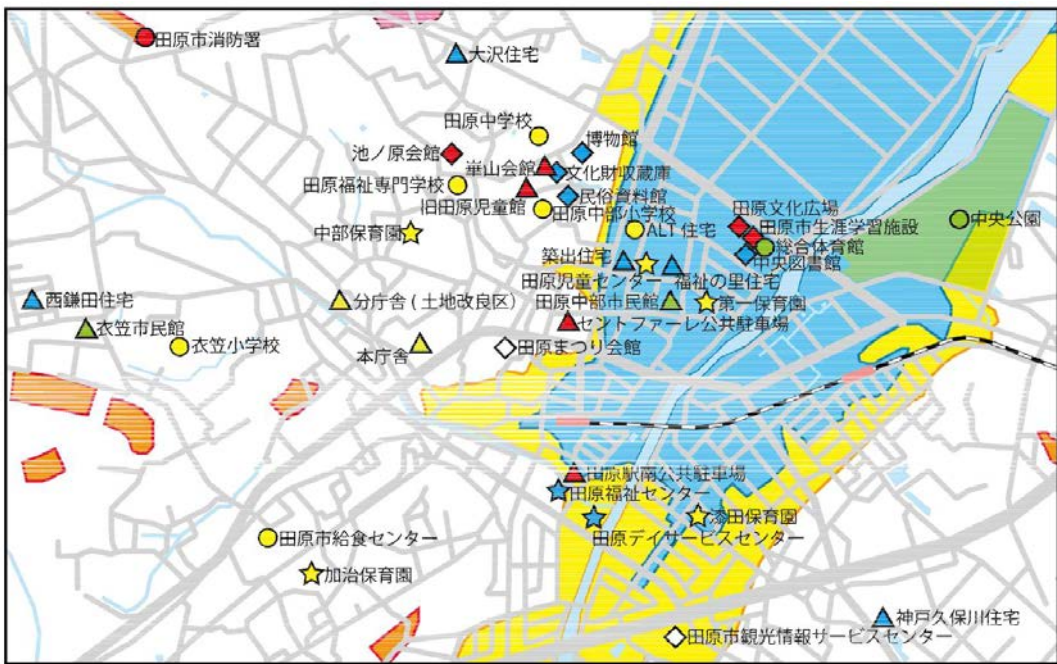 田原市消防署
大沢住宅
田原中学校
博物館
池ノ原会館
崋山会館
文化財収蔵庫
田原福祉専門学校
民俗資料館
旧田原児童館
田原中部小学校
田原文化広場
中央公園
中部保育園
ALT 住宅
田原市生涯学習施設
総合体育館
築出住宅
中央図書館
田原児童センター
福祉の里住宅
西鎌田住宅
分庁舎 ( 土地改良区 )
田原中部市民館
第一保育園
衣笠市民館
セントファーレ公共駐車場
衣笠小学校
本庁舎
田原まつり会館
田原駅南公共駐車場
田原福祉センター
漆田保育園
田原市給食センター
田原デイサービスセンター
加治保育園
神戸久保川住宅
田原市観光情報サービスセンター